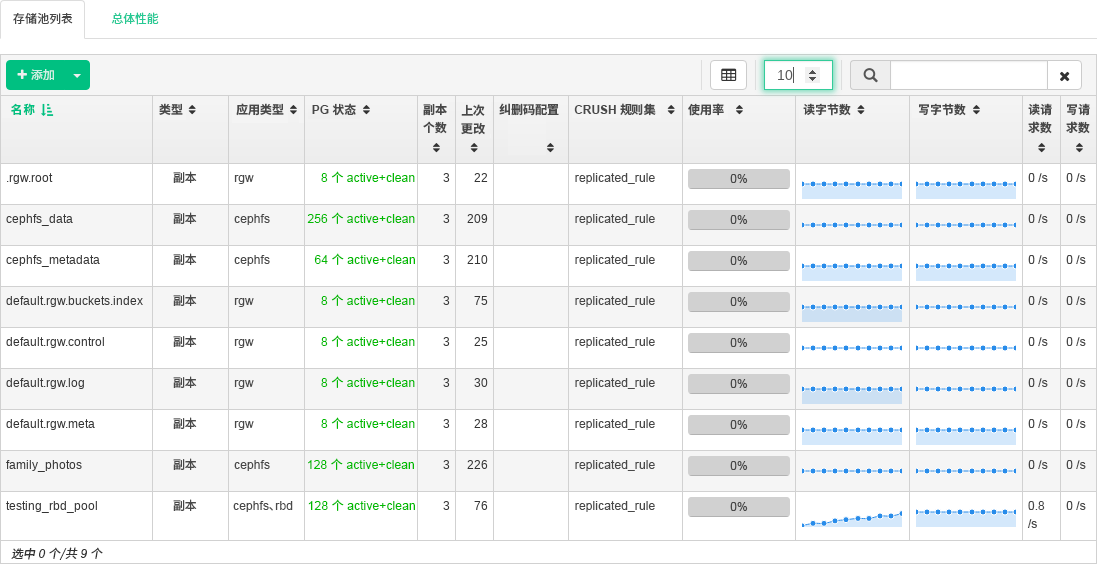 存储池列表 总体性能
添加 10
名称 类型 应用类型 PG 状态 副本个数 上次更改 纠删码配置 CRUSH 规则集 使用率 读字节数 写字节数 读请求数 写请求数
.rgw.root 副本 rgw 8 个 active+clean 3 22 replicated_rule 0% 0 /s 0 /s
cephfs_data 副本 cephfs 256 个 active+clean 3 209 replicated_rule 0% 0 /s 0 /s
cephfs_metadata 副本 cephfs 64 个 active+clean 3 210 replicated_rule 0% 0 /s 0 /s
default.rgw.buckets.index 副本 rgw 8 个 active+clean 3 75 replicated_rule 0% 0 /s 0 /s
default.rgw.control 副本 rgw 8 个 active+clean 3 25 replicated_rule 0% 0 /s 0 /s
default.rgw.log 副本 rgw 8 个 active+clean 3 30 replicated_rule 0% 0 /s 0 /s
default.rgw.meta 副本 rgw 8 个 active+clean 3 28 replicated_rule 0% 0 /s 0 /s
family_photos 副本 cephfs 128 个 active+clean 3 226 replicated_rule 0% 0 /s 0 /s
testing_rbd_pool 副本 cephfs、rbd 128 个 active+clean 3 76 replicated_rule 0% 0.8 /s 0 /s
选中 0 个/共 9 个